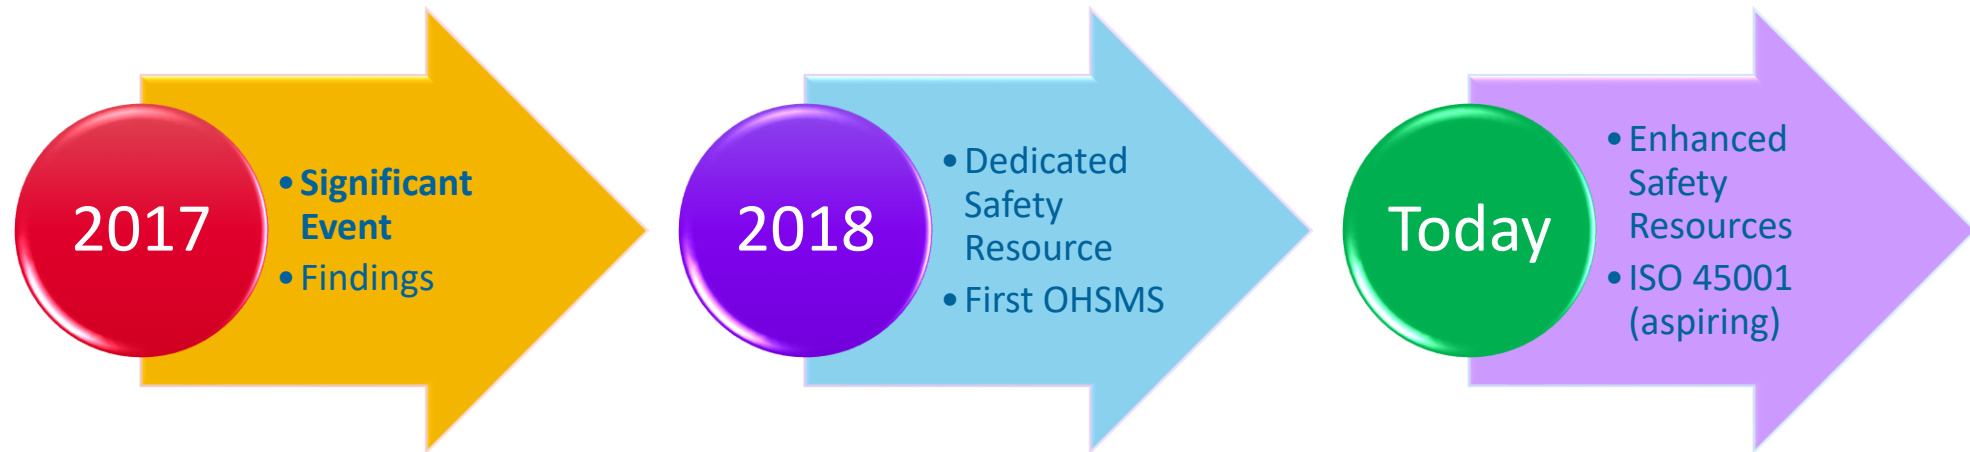 2017
• Significant
Event
• Findings
2018
• Dedicated
Safety
Resource
• First OHSMS
Today
• Enhanced
Safety
Resources
• ISO 45001
(aspiring)